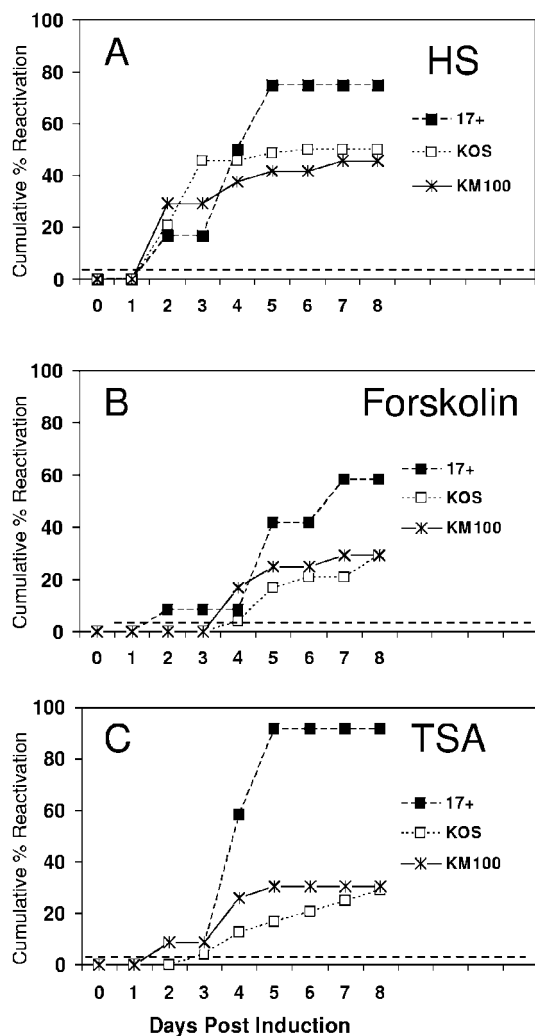 A
HS
Cumulative % Reactivation
100
80
60
40
20
0
17+
KOS
KM100
0 1 2 3 4 5 6 7 8
B
Forskolin
Cumulative % Reactivation
100
80
60
40
20
0
17+
KOS
KM100
0 1 2 3 4 5 6 7 8
C
TSA
Cumulative % Reactivation
100
80
60
40
20
0
17+
KOS
KM100
0 1 2 3 4 5 6 7 8
Days Post Induction